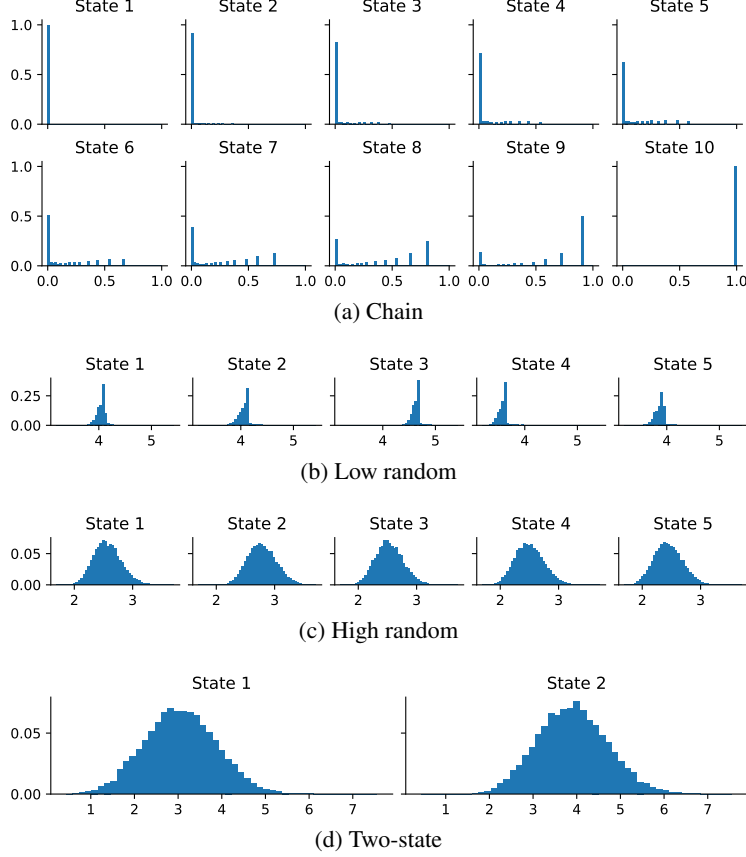 State 1 State 2 State 3 State 4 State 5
1.0
0.5
0.0
State 6 State 7 State 8 State 9 State 10
1.0
0.5
0.0
0.0 0.5 1.0 0.0 0.5 1.0 0.0 0.5 1.0 0.0 0.5 1.0 0.0 0.5 1.0
(a) Chain
State 1 State 2 State 3 State 4 State 5
0.25
0.00
4 5 4 5 4 5 4 5 4 5
(b) Low random
State 1 State 2 State 3 State 4 State 5
0.05
0.00
2 3 2 3 2 3 2 3 2 3
(c) High random
State 1 State 2
0.05
0.00
1 2 3 4 5 6 7 1 2 3 4 5 6 7
(d) Two-state